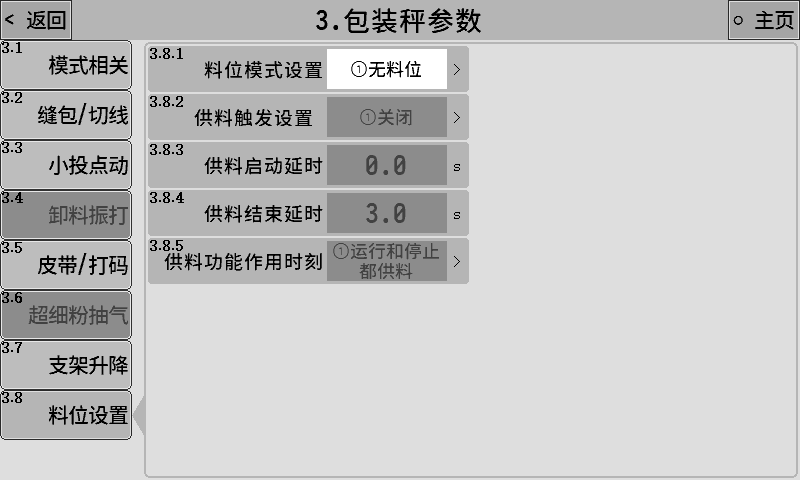 < 返回
3.包装秤参数
○ 主页
3.1
模式相关
3.2
缝包/切线
3.3
小投点动
3.4
卸料振打
3.5
皮带/打码
3.6
超细粉抽气
3.7
支架升降
3.8
料位设置
3.8.1
料位模式设置
①无料位
>
3.8.2
供料触发设置
①关闭
>
3.8.3
供料启动延时
0.0
s
3.8.4
供料结束延时
3.0
s
3.8.5
供料功能作用时刻
①运行和停止
都供料
>